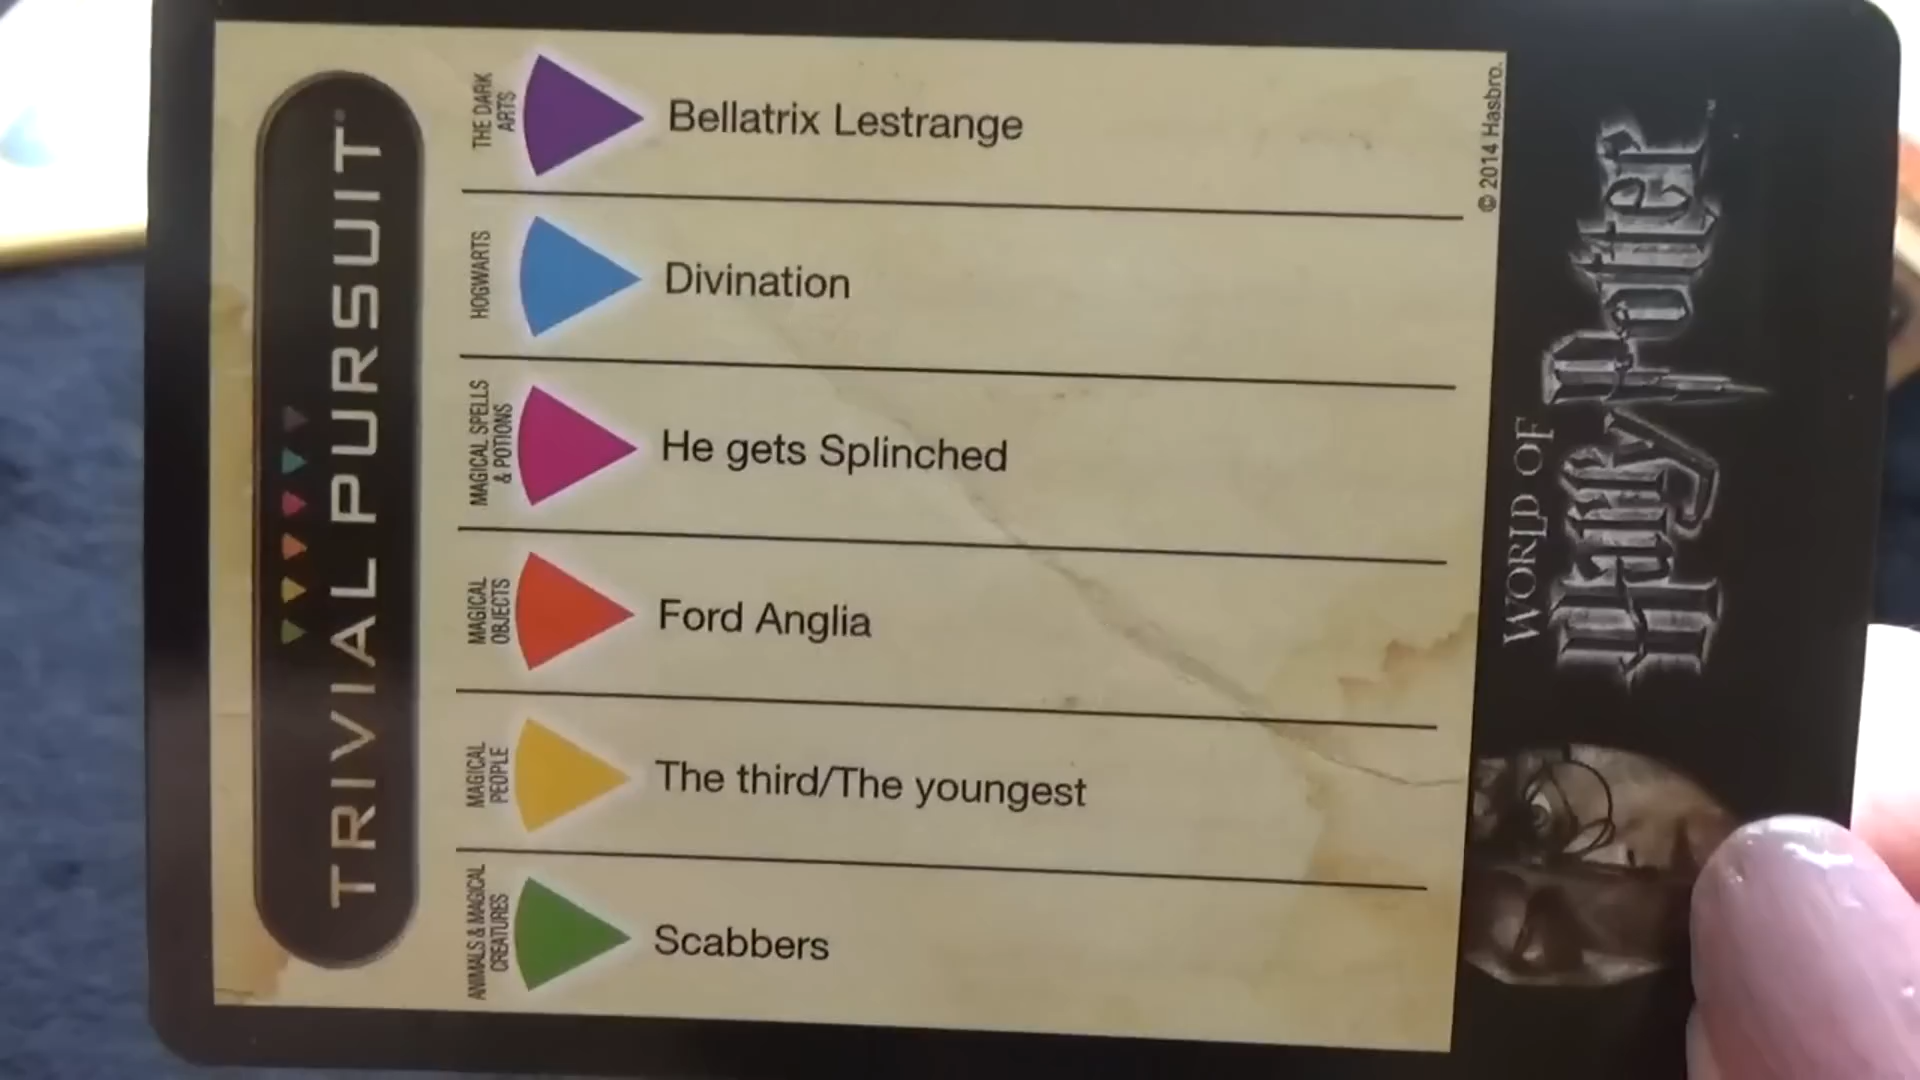 TRIVIAL PURSUIT
THE DARK
ARTS
Bellatrix Lestrange
HOGWARTS
Divination
MAGICAL SPELLS
& POTIONS
He gets Splinched
MAGICAL
OBJECTS
Ford Anglia
MAGICAL
PEOPLE
The third/The youngest
ANIMALS & MAGICAL
CREATURES
Scabbers
© 2014 Hasbro.
WORLD OF
Harry Potter™